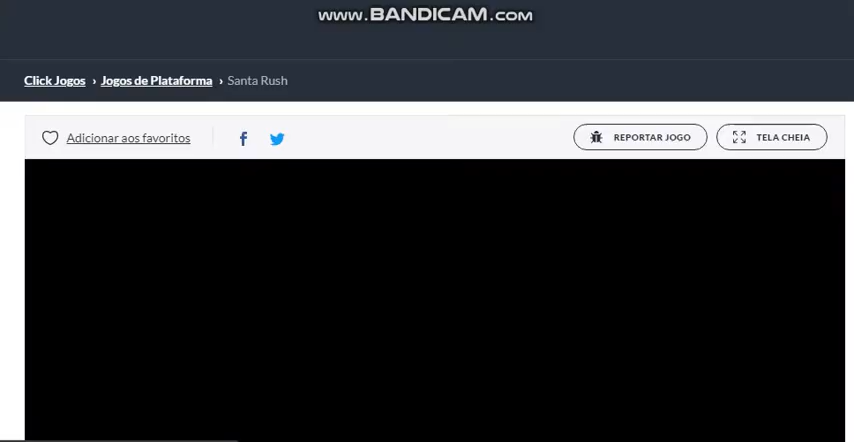 www.BANDICAM.com
Click Jogos › Jogos de Plataforma › Santa Rush
Adicionar aos favoritos
REPORTAR JOGO
TELA CHEIA